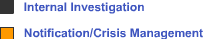 Internal Investigation
Notification/Crisis Management